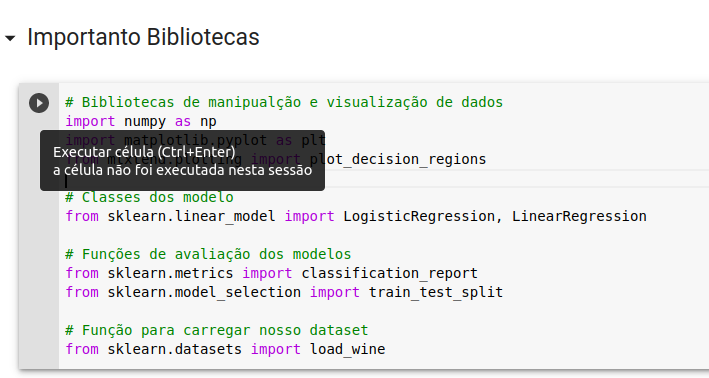 Importanto Bibliotecas
# Bibliotecas de manipualção e visualização de dados
import numpy as np
import matplotlib.pyplot as plt
Executar célula (Ctrl+Enter)
from mlxtend.plotting import plot_decision_regions
a célula não foi executada nesta sessão
# Classes dos modelo
from sklearn.linear_model import LogisticRegression, LinearRegression
# Funções de avaliação dos modelos
from sklearn.metrics import classification_report
from sklearn.model_selection import train_test_split
# Função para carregar nosso dataset
from sklearn.datasets import load_wine